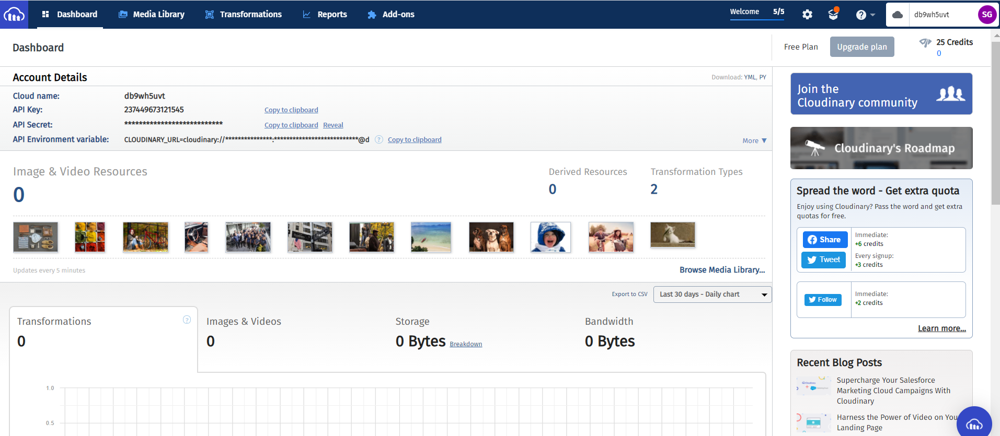 Dashboard Media Library Transformations Reports Add-ons Welcome 5/5 db9wh5uvt SG
Dashboard
Free Plan Upgrade plan 25 Credits
0
Account Details Download: YML, PY
Cloud name: db9wh5uvt
API Key: 237449673121545 Copy to clipboard
API Secret: *************************** Copy to clipboard Reveal
API Environment variable: CLOUDINARY_URL=cloudinary://***************:***************************@d ? Copy to clipboard
More
Image & Video Resources
0
Derived Resources
0
Transformation Types
2
Updates every 5 minutes Browse Media Library...
Export to CSV Last 30 days - Daily chart
Transformations ?
0
Images & Videos
0
Storage
0 Bytes Breakdown
Bandwidth
0 Bytes
1.0
0.5
Join the
Cloudinary community
Cloudinary's Roadmap
Spread the word - Get extra quota
Enjoy using Cloudinary? Pass the word and get extra
quotas for free.
Share
Tweet
Immediate:
+6 credits
Every signup:
+3 credits
Follow
Immediate:
+2 credits
Learn more...
Recent Blog Posts
Supercharge Your Salesforce
Marketing Cloud Campaigns With
Cloudinary
Harness the Power of Video on You
Landing Page